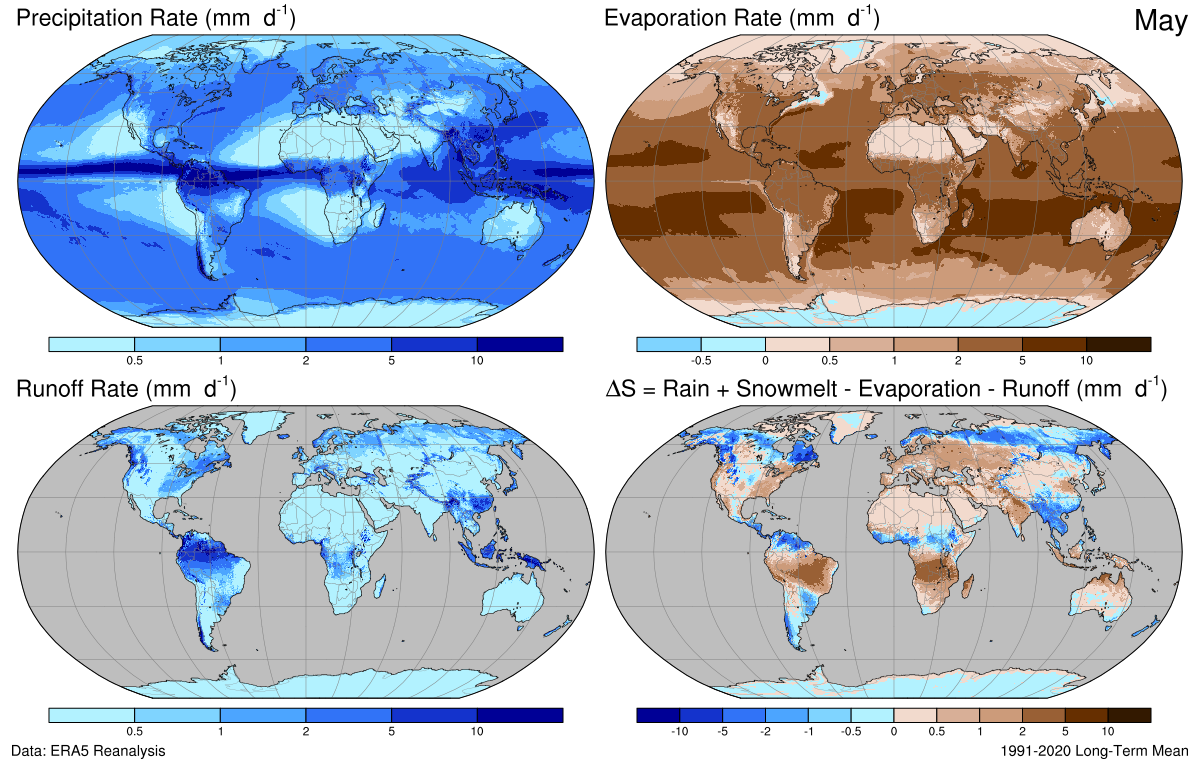 Precipitation Rate (mm d⁻¹)
Evaporation Rate (mm d⁻¹)
May
0.5 1 2 5 10
-0.5 0 0.5 1 2 5 10
Runoff Rate (mm d⁻¹)
ΔS = Rain + Snowmelt - Evaporation - Runoff (mm d⁻¹)
0.5 1 2 5 10
-10 -5 -2 -1 -0.5 0 0.5 1 2 5 10
Data: ERA5 Reanalysis
1991-2020 Long-Term Mean